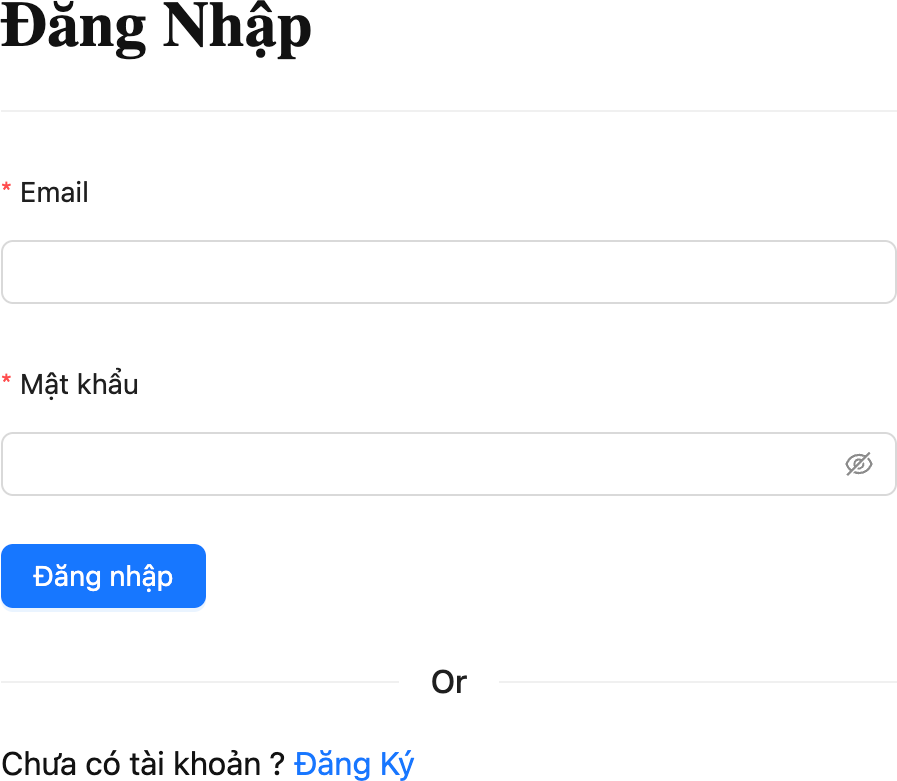 Đăng Nhập
* Email
* Mật khẩu
Đăng nhập
Or
Chưa có tài khoản ? Đăng Ký